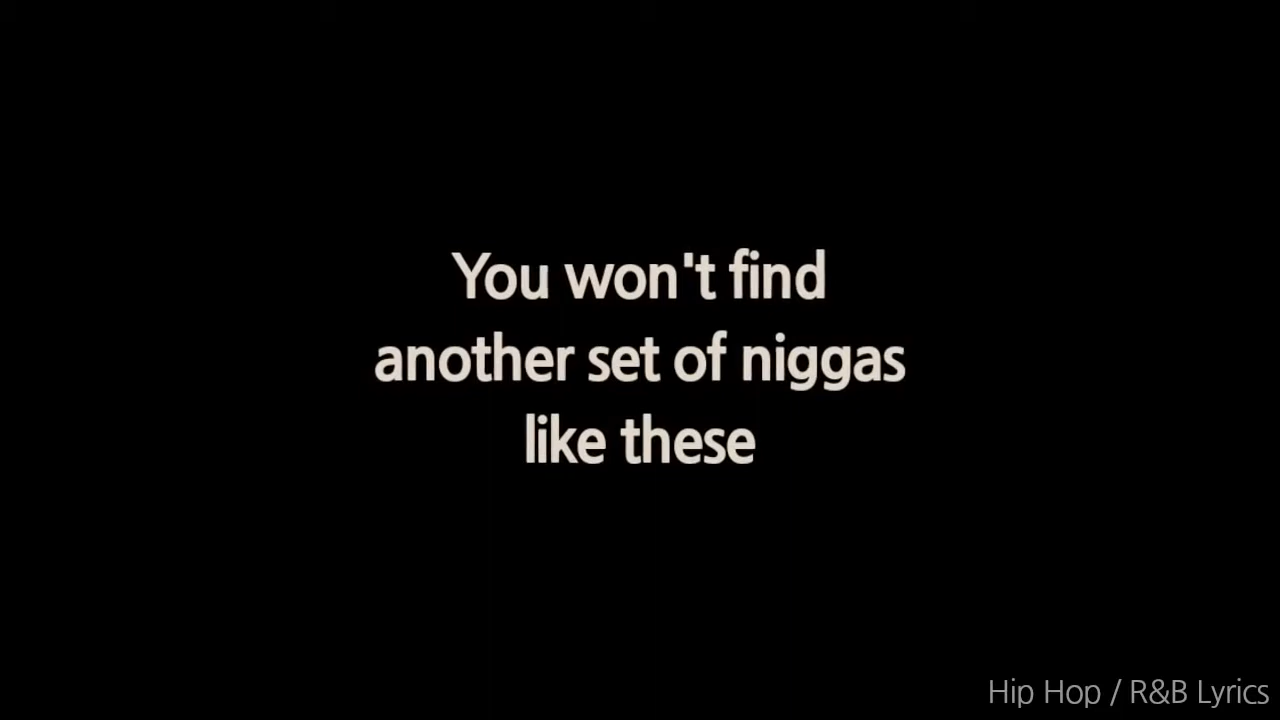 You won't find
another set of niggas
like these
Hip Hop / R&B Lyrics